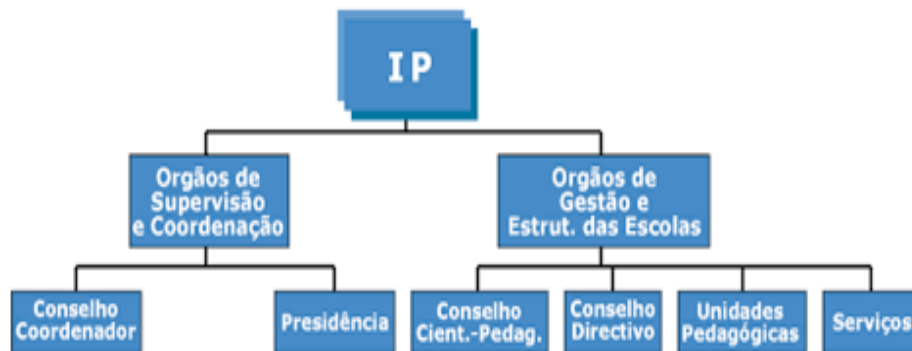 IP
Orgãos de
Supervisão
e Coordenação
Orgãos de
Gestão e
Estrut. das Escolas
Conselho
Coordenador
Presidência
Conselho
Cient.-Pedag.
Conselho
Directivo
Unidades
Pedagógicas
Serviços